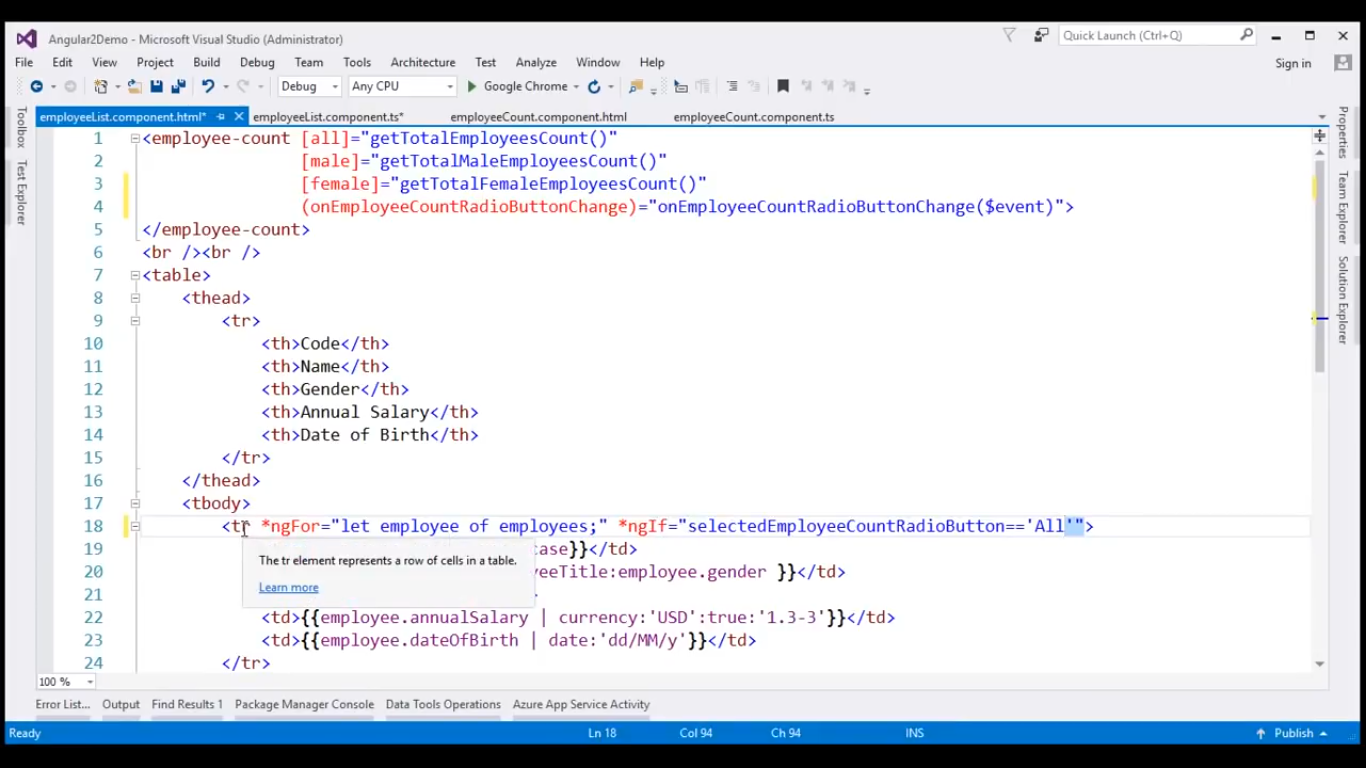 Angular2Demo - Microsoft Visual Studio (Administrator)
Quick Launch (Ctrl+Q)
File Edit View Project Build Debug Team Tools Architecture Test Analyze Window Help
Sign in
Debug Any CPU Google Chrome
employeeList.component.html* employeeList.component.ts* employeeCount.component.html employeeCount.component.ts
Toolbox
Test Explorer
Properties
Team Explorer
Solution Explorer
1 <employee-count [all]="getTotalEmployeesCount()"
2 [male]="getTotalMaleEmployeesCount()"
3 [female]="getTotalFemaleEmployeesCount()"
4 (onEmployeeCountRadioButtonChange)="onEmployeeCountRadioButtonChange($event)">
5 </employee-count>
6 <br /><br />
7 <table>
8 <thead>
9 <tr>
10 <th>Code</th>
11 <th>Name</th>
12 <th>Gender</th>
13 <th>Annual Salary</th>
14 <th>Date of Birth</th>
15 </tr>
16 </thead>
17 <tbody>
18 <tr *ngFor="let employee of employees;" *ngIf="selectedEmployeeCountRadioButton=='All'">
19 case}}</td>
The tr element represents a row of cells in a table.
20 eeTitle:employee.gender }}</td>
Learn more
21
22 <td>{{employee.annualSalary | currency:'USD':true:'1.3-3'}}</td>
23 <td>{{employee.dateOfBirth | date:'dd/MM/y'}}</td>
24 </tr>
100 %
Error List... Output Find Results 1 Package Manager Console Data Tools Operations Azure App Service Activity
Ready Ln 18 Col 94 Ch 94 INS Publish